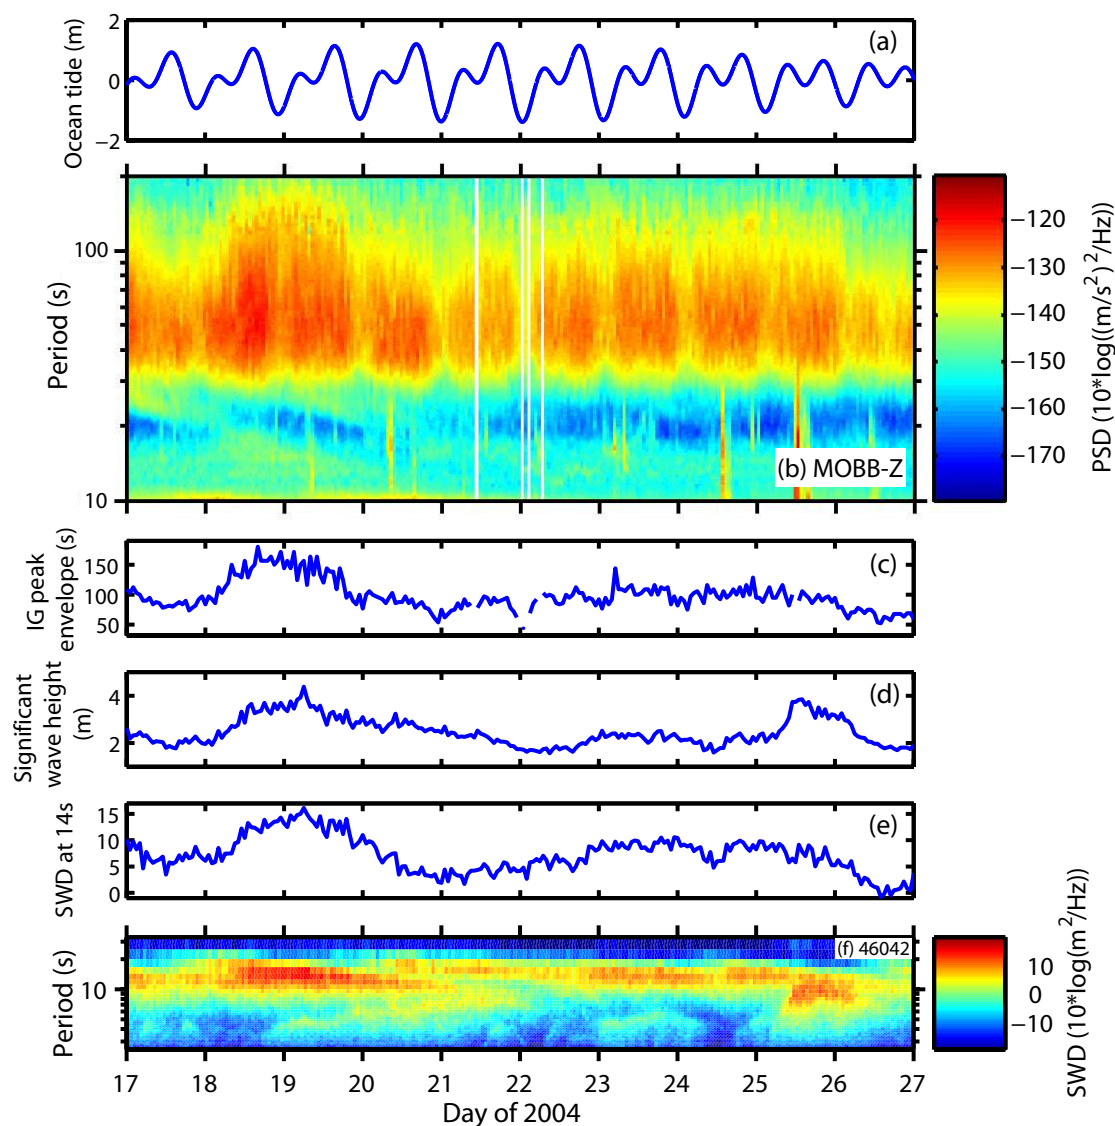 2
0
−2
Ocean tide (m)
(a)
100
10
Period (s)
(b) MOBB-Z
−120
−130
−140
−150
−160
−170
PSD (10*log((m/s²)²/Hz)
150
100
50
IG peak
envelope (s)
(c)
4
2
Significant
wave height
(m)
(d)
15
10
5
0
SWD at 14s
(e)
10
Period (s)
(f) 46042
10
0
−10
SWD (10*log(m²/Hz))
17 18 19 20 21 22 23 24 25 26 27
Day of 2004